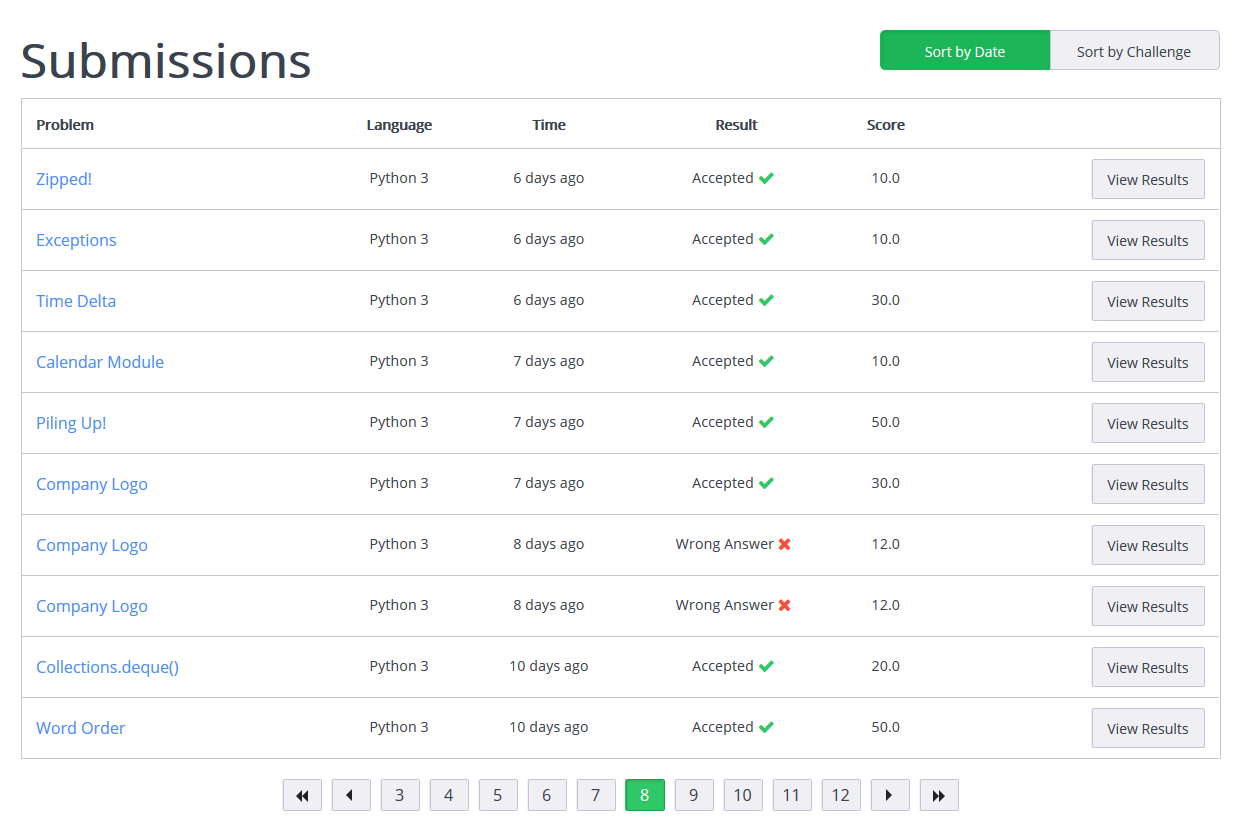 Submissions
Sort by Date Sort by Challenge
Problem Language Time Result Score
Zipped! Python 3 6 days ago Accepted 10.0 View Results
Exceptions Python 3 6 days ago Accepted 10.0 View Results
Time Delta Python 3 6 days ago Accepted 30.0 View Results
Calendar Module Python 3 7 days ago Accepted 10.0 View Results
Piling Up! Python 3 7 days ago Accepted 50.0 View Results
Company Logo Python 3 7 days ago Accepted 30.0 View Results
Company Logo Python 3 8 days ago Wrong Answer 12.0 View Results
Company Logo Python 3 8 days ago Wrong Answer 12.0 View Results
Collections.deque() Python 3 10 days ago Accepted 20.0 View Results
Word Order Python 3 10 days ago Accepted 50.0 View Results
3 4 5 6 7 8 9 10 11 12